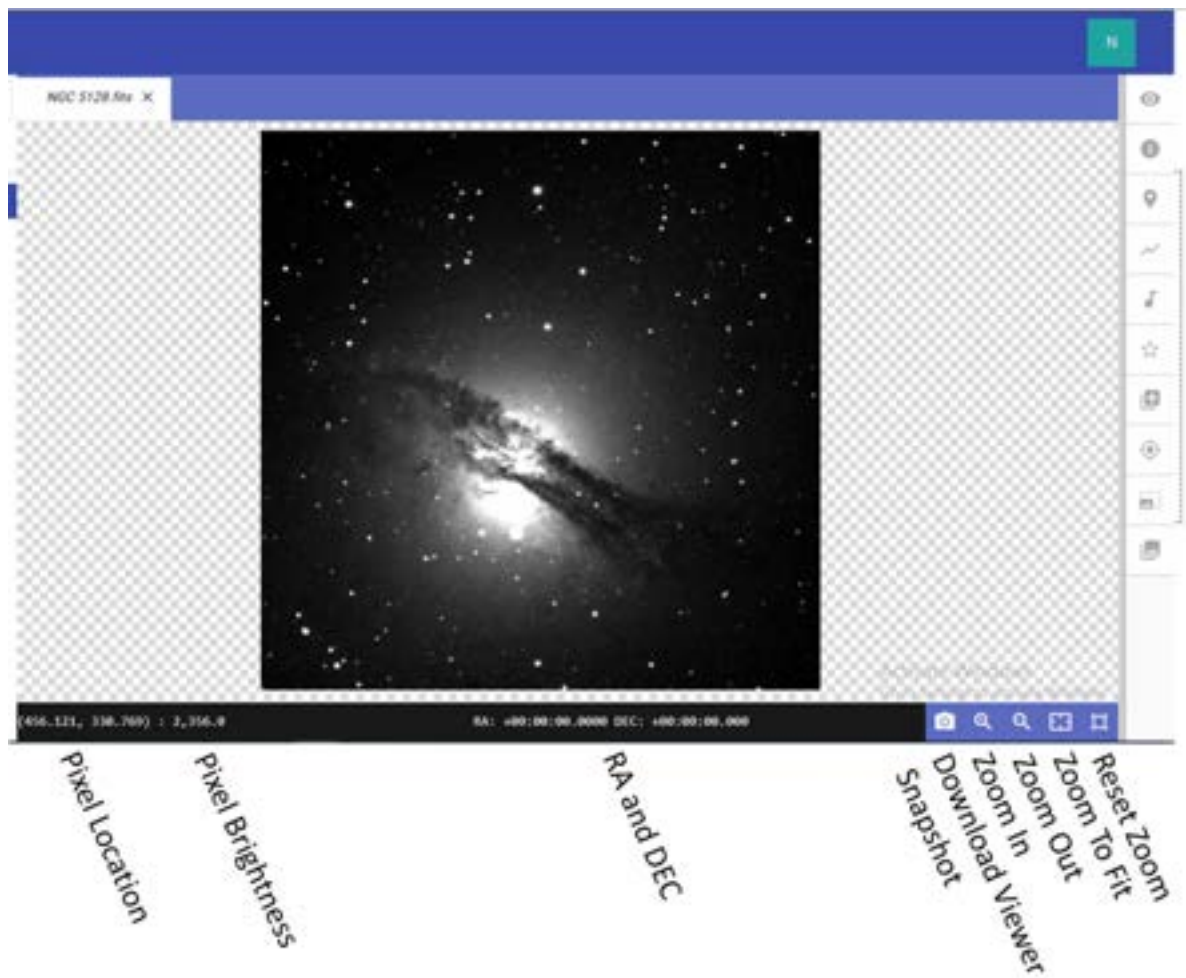 N
NGC 5128.fits ×
(456.121, 330.769) : 2,356.0 RA: +00:00:00.0000 DEC: +00:00:00.000
Pixel Location
Pixel Brightness
RA and DEC
Download Viewer
Snapshot
Zoom In
Zoom Out
Zoom To Fit
Reset Zoom